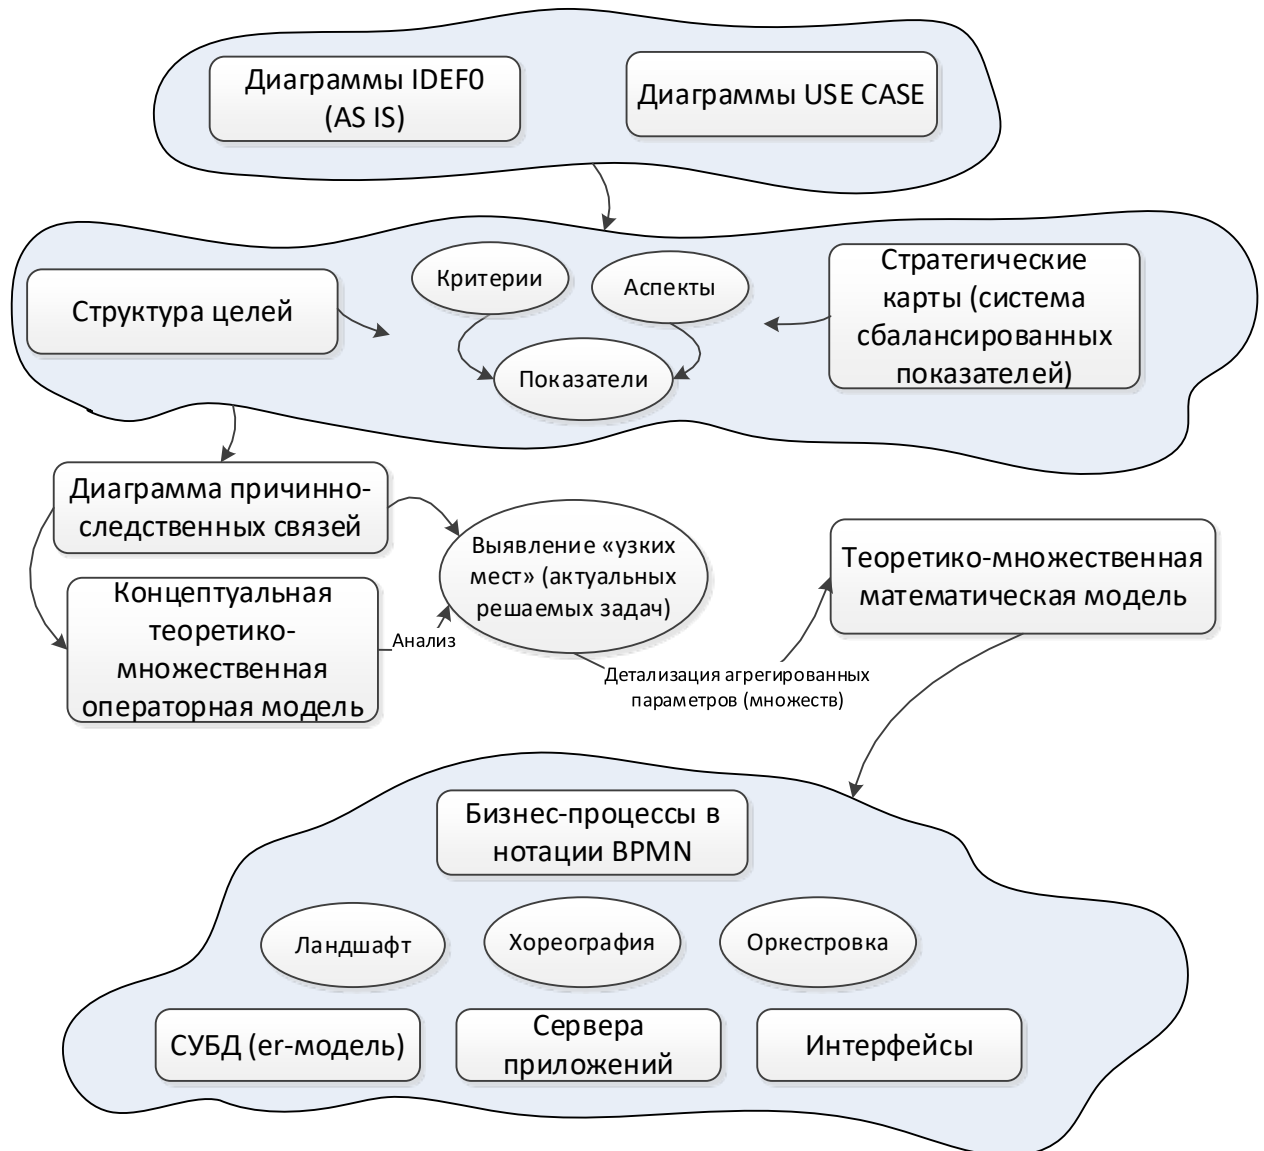 Диаграммы IDEF0
(AS IS)
Диаграммы USE CASE
Структура целей
Критерии
Аспекты
Показатели
Стратегические
карты (система
сбалансированных
показателей)
Диаграмма причинно-
следственных связей
Концептуальная
теоретико-
множественная
операторная модель
Анализ
Выявление «узких
мест» (актуальных
решаемых задач)
Детализация агрегированных
параметров (множеств)
Теоретико-множественная
математическая модель
Бизнес-процессы в
нотации BPMN
Ландшафт
Хореография
Оркестровка
СУБД (er-модель)
Сервера
приложений
Интерфейсы